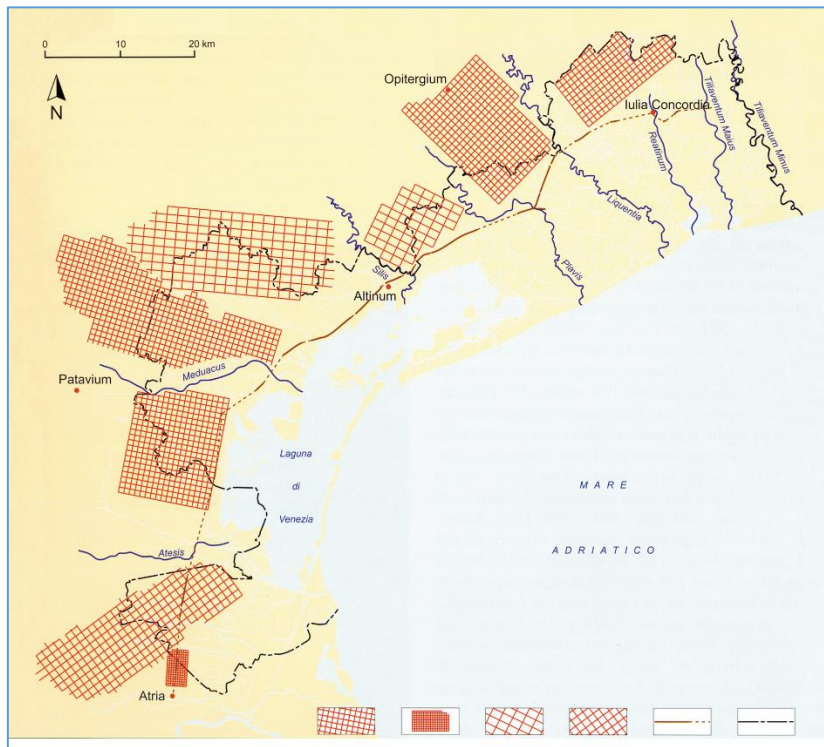 0 10 20 km
N
Opitergium
Iulia Concordia
Tiliaventum Maius
Tiliaventum Minus
Reatinum
Liquentia
Plavis
Silis
Altinum
Meduacus
Patavium
Laguna
di
Venezia
MARE
ADRIATICO
Atesis
Atria